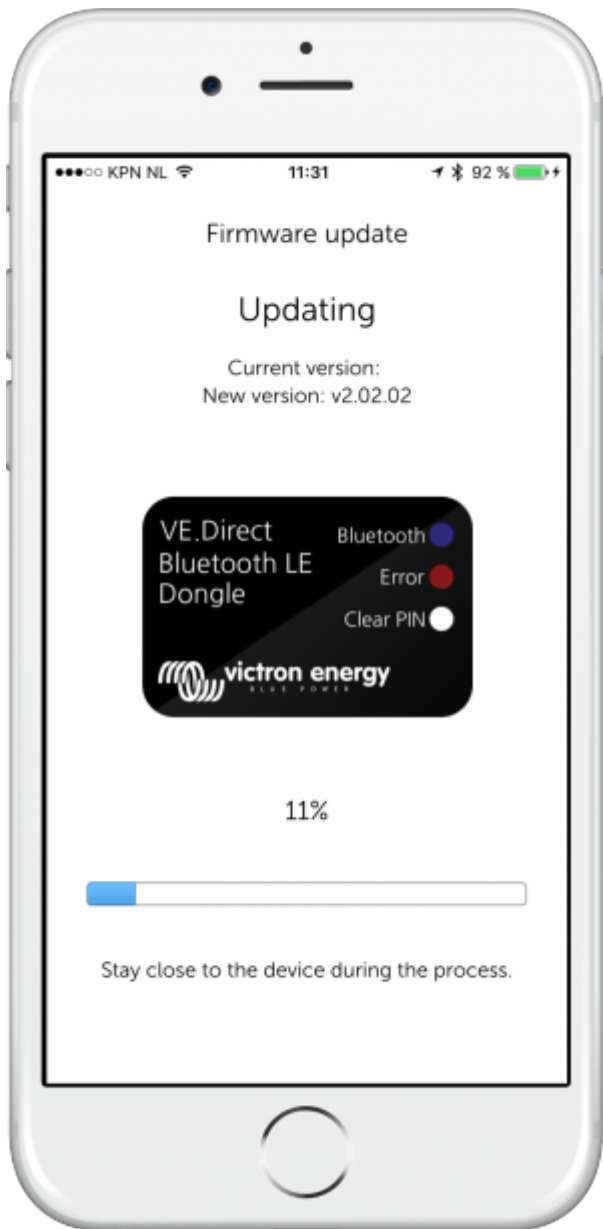 ●●●○○ KPN NL 11:31 92 %
Firmware update
Updating
Current version:
New version: v2.02.02
VE.Direct
Bluetooth LE
Dongle
Bluetooth
Error
Clear PIN
victron energy
BLUE POWER
11%
Stay close to the device during the process.